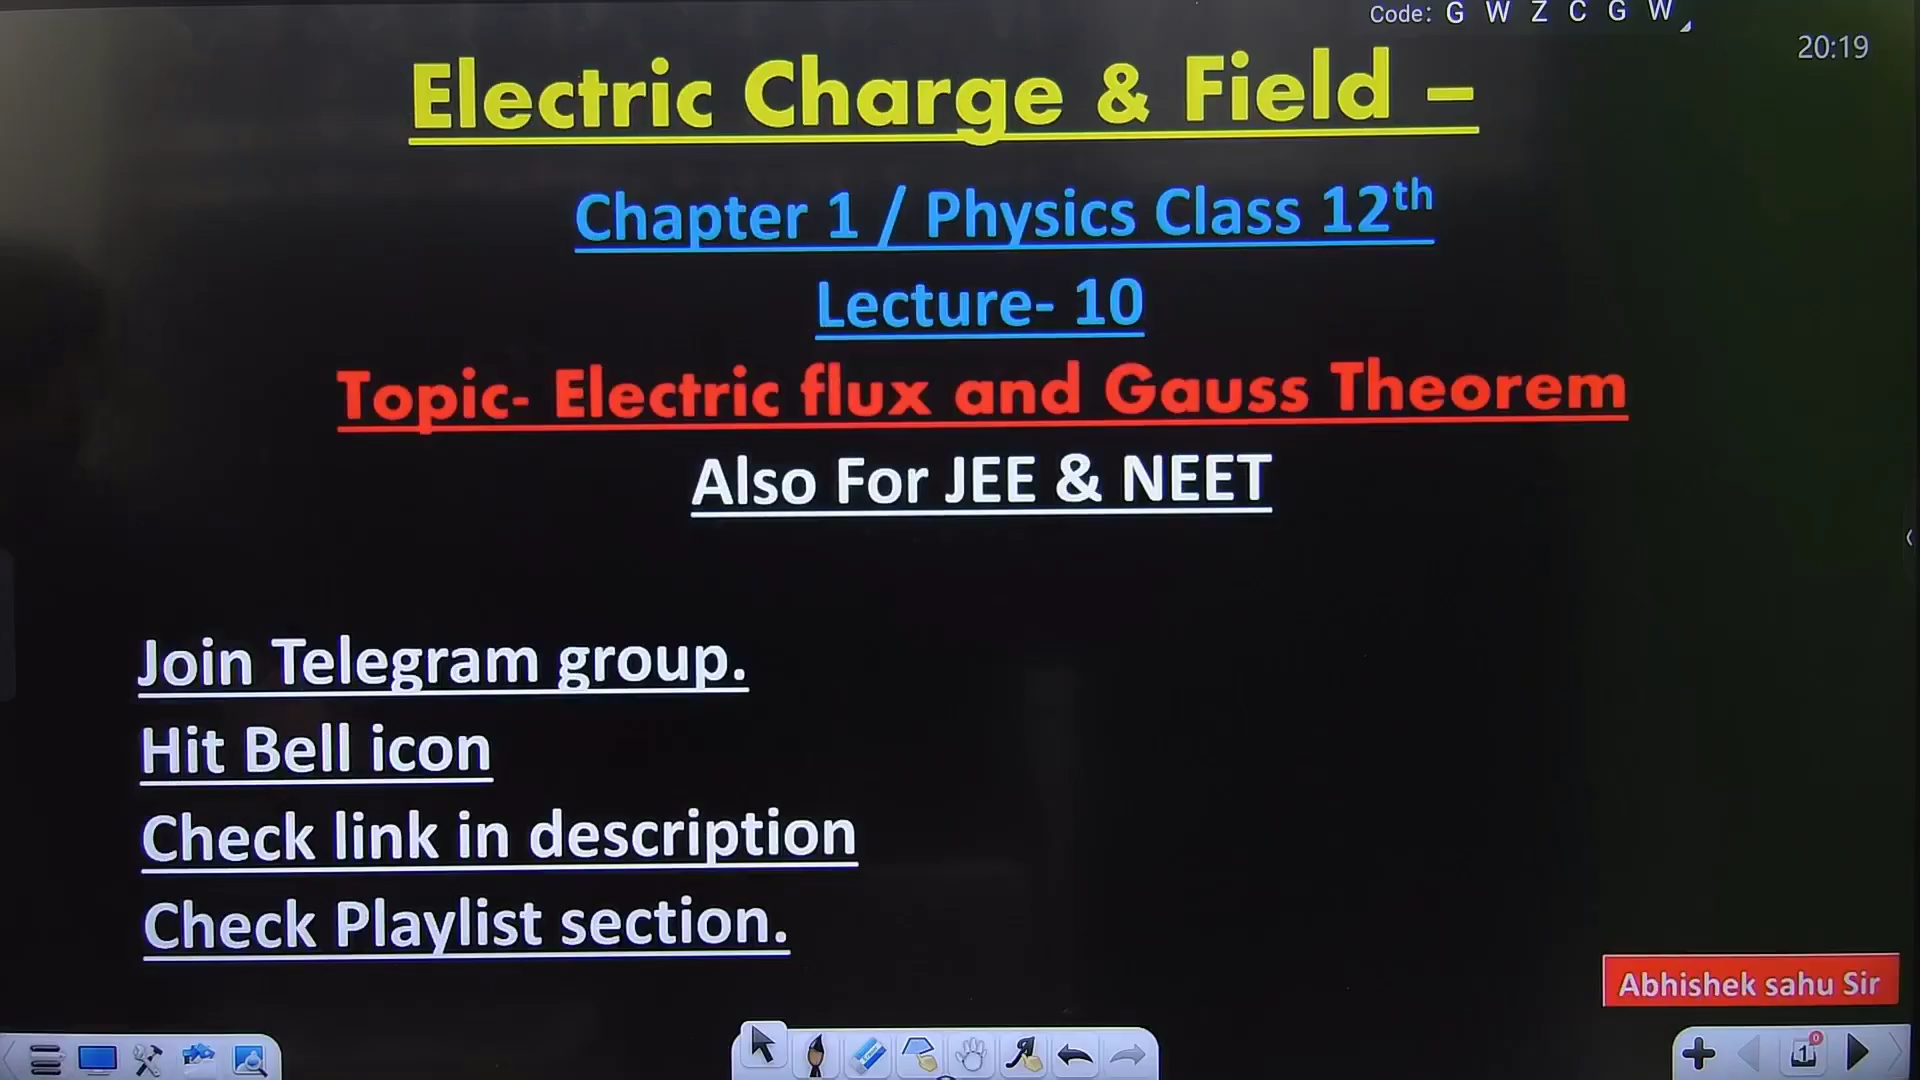 Code: G W Z C G W
20:19
Electric Charge & Field –
Chapter 1 / Physics Class 12th
Lecture- 10
Topic- Electric flux and Gauss Theorem
Also For JEE & NEET
Join Telegram group.
Hit Bell icon
Check link in description
Check Playlist section.
Abhishek sahu Sir
1
0